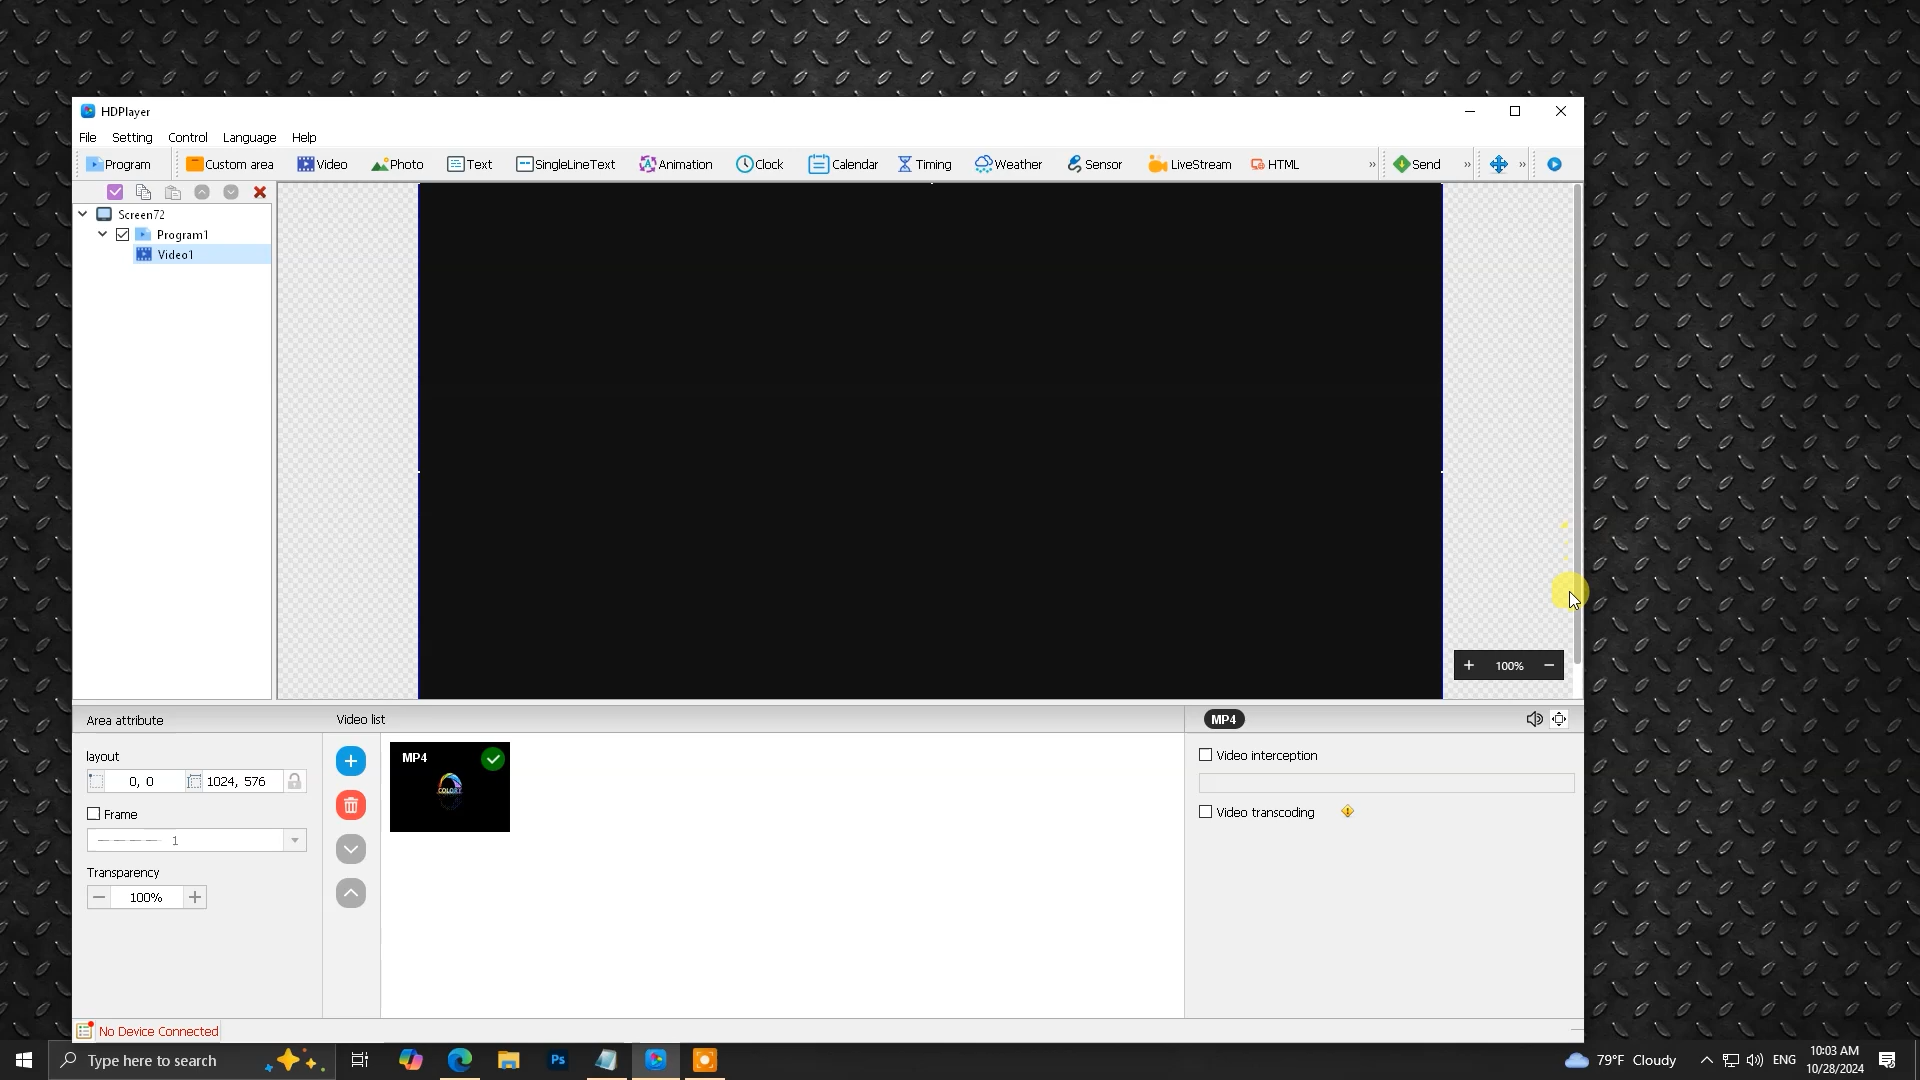 HDPlayer
File Setting Control Language Help
Program Custom area Video Photo Text SingleLineText Animation Clock Calendar Timing Weather Sensor LiveStream HTML » Send » »
Screen72
Program1
Video1
+ 100% −
Area attribute Video list MP4
layout
0, 0 1024, 576
Frame
1
Transparency
100%
MP4
COLOR
Video interception
Video transcoding
No Device Connected
Type here to search
Ps
79°F Cloudy
ENG
10:03 AM
10/28/2024